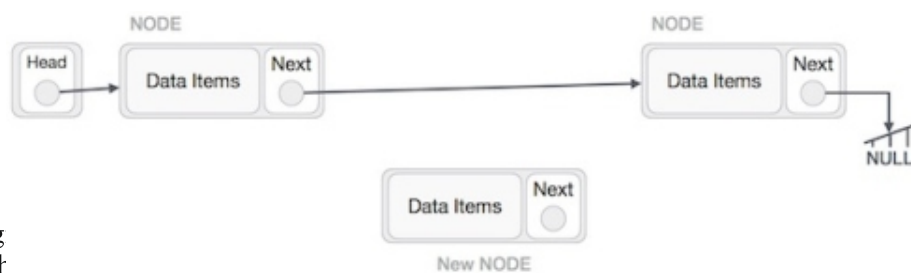 NODE NODE
Head
Data Items Next
Data Items Next
NULL
Data Items Next
New NODE